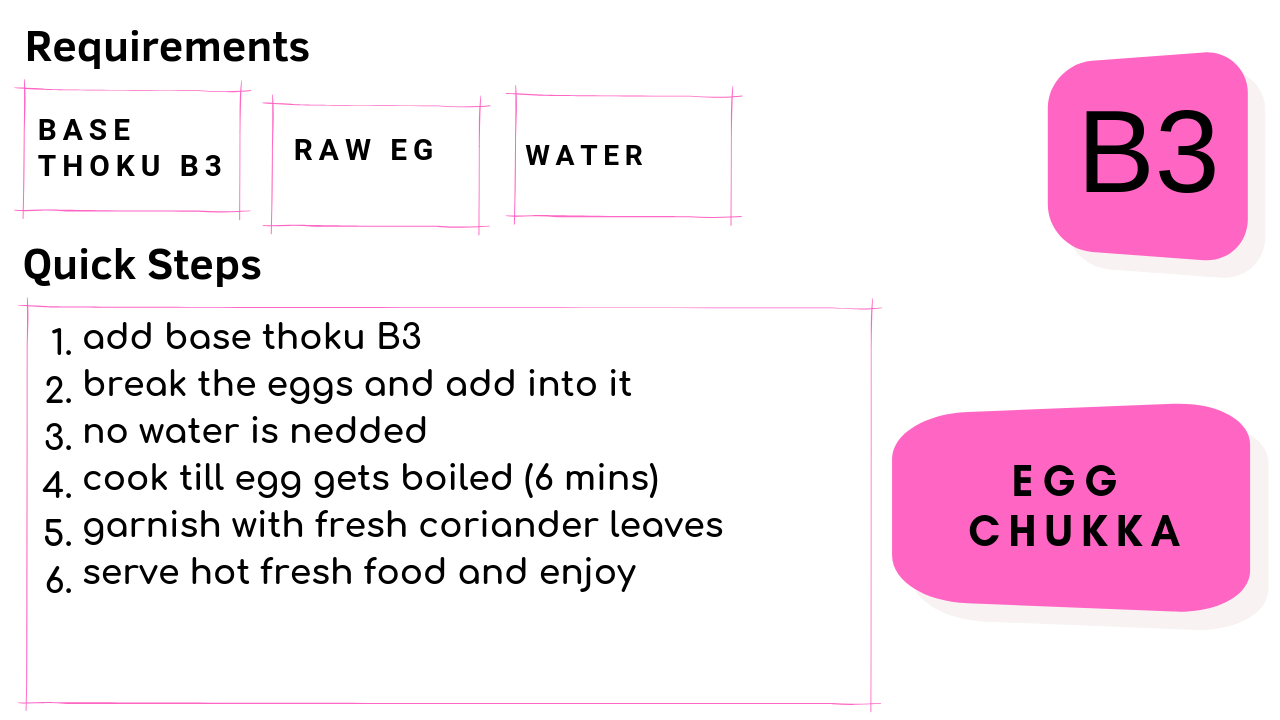 Requirements
BASE
THOKU B3
RAW EG
WATER
B3
Quick Steps
1. add base thoku B3
2. break the eggs and add into it
3. no water is nedded
4. cook till egg gets boiled (6 mins)
5. garnish with fresh coriander leaves
6. serve hot fresh food and enjoy
EGG
CHUKKA